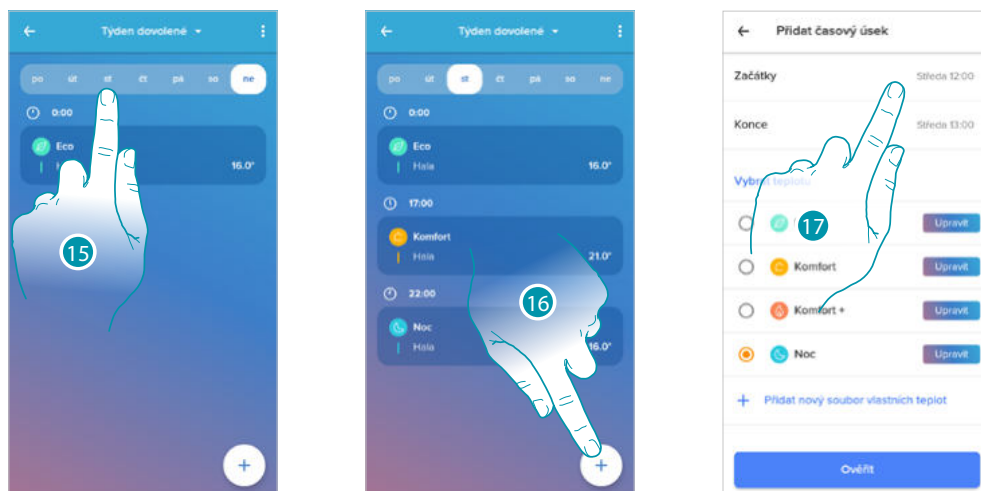 Týden dovolené
po út st čt pá so ne
0:00
Eco
16.0°
15
+
Týden dovolené
po út st čt pá so ne
0:00
Eco
Hala 16.0°
17:00
Komfort
Hala 21.0°
22:00
Noc
Hala 16.0°
16
+
Přidat časový úsek
Začátky Středa 12:00
Konce Středa 13:00
Vybrat teplotu
Upravit
17
Komfort Upravit
Komfort + Upravit
Noc Upravit
+ Přidat nový soubor vlastních teplot
Ověřit